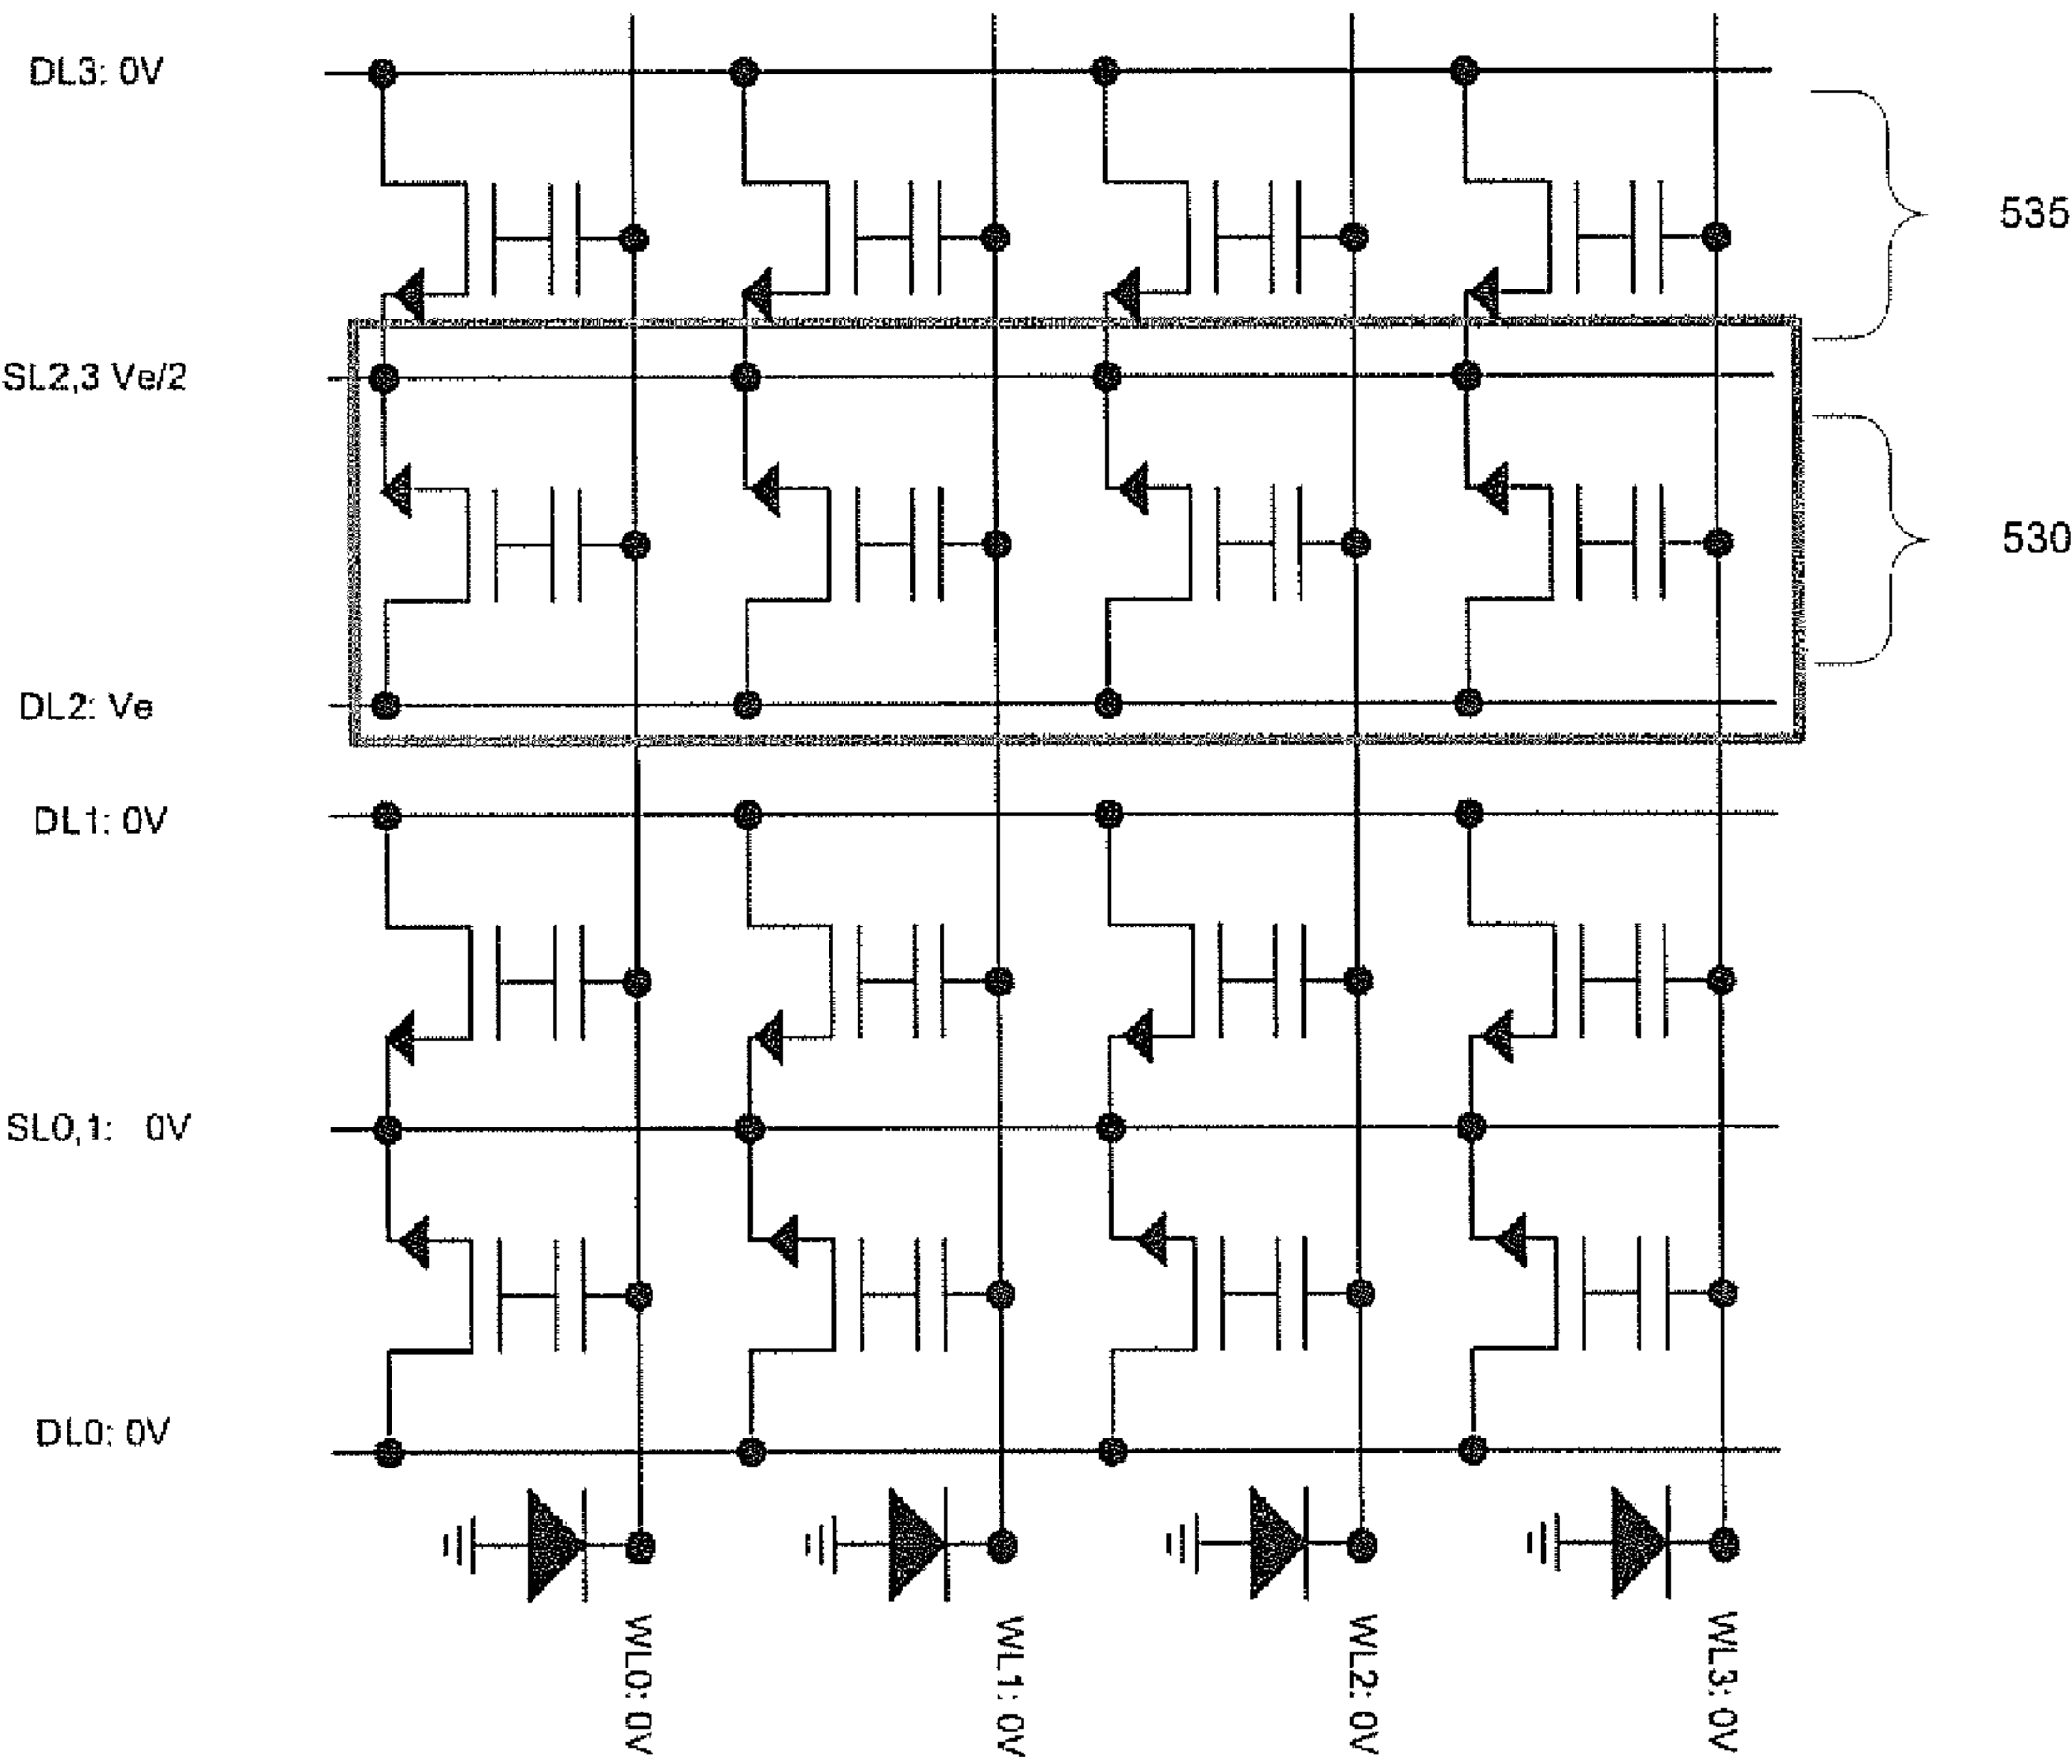 DL3: 0V
535
SL2,3 Ve/2
530
DL2: Ve
DL1: 0V
SL0,1: 0V
DL0: 0V
WL0: 0V
WL1: 0V
WL2: 0V
WL3: 0V